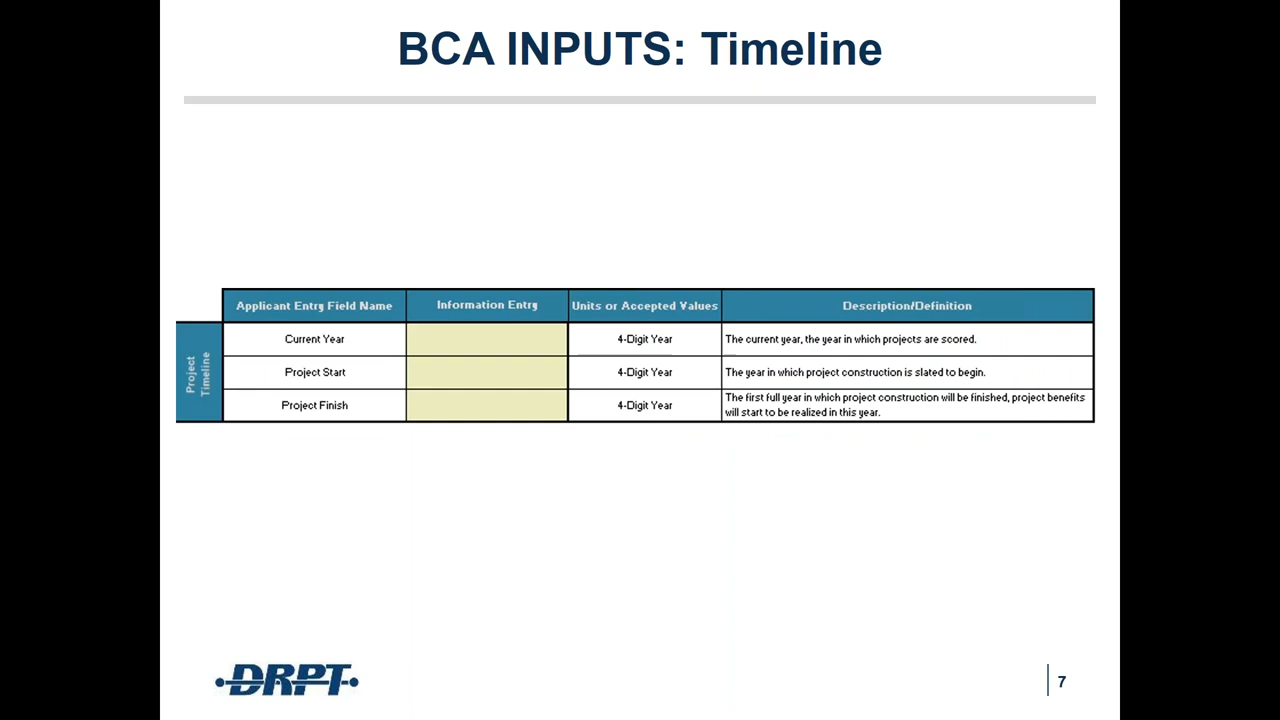 BCA INPUTS: Timeline
Applicant Entry Field Name Information Entry Units or Accepted Values Description/Definition
Project Timeline
Current Year 4-Digit Year The current year, the year in which projects are scored.
Project Start 4-Digit Year The year in which project construction is slated to begin.
Project Finish 4-Digit Year The first full year in which project construction will be finished, project benefits
will start to be realized in this year.
DRPT
7